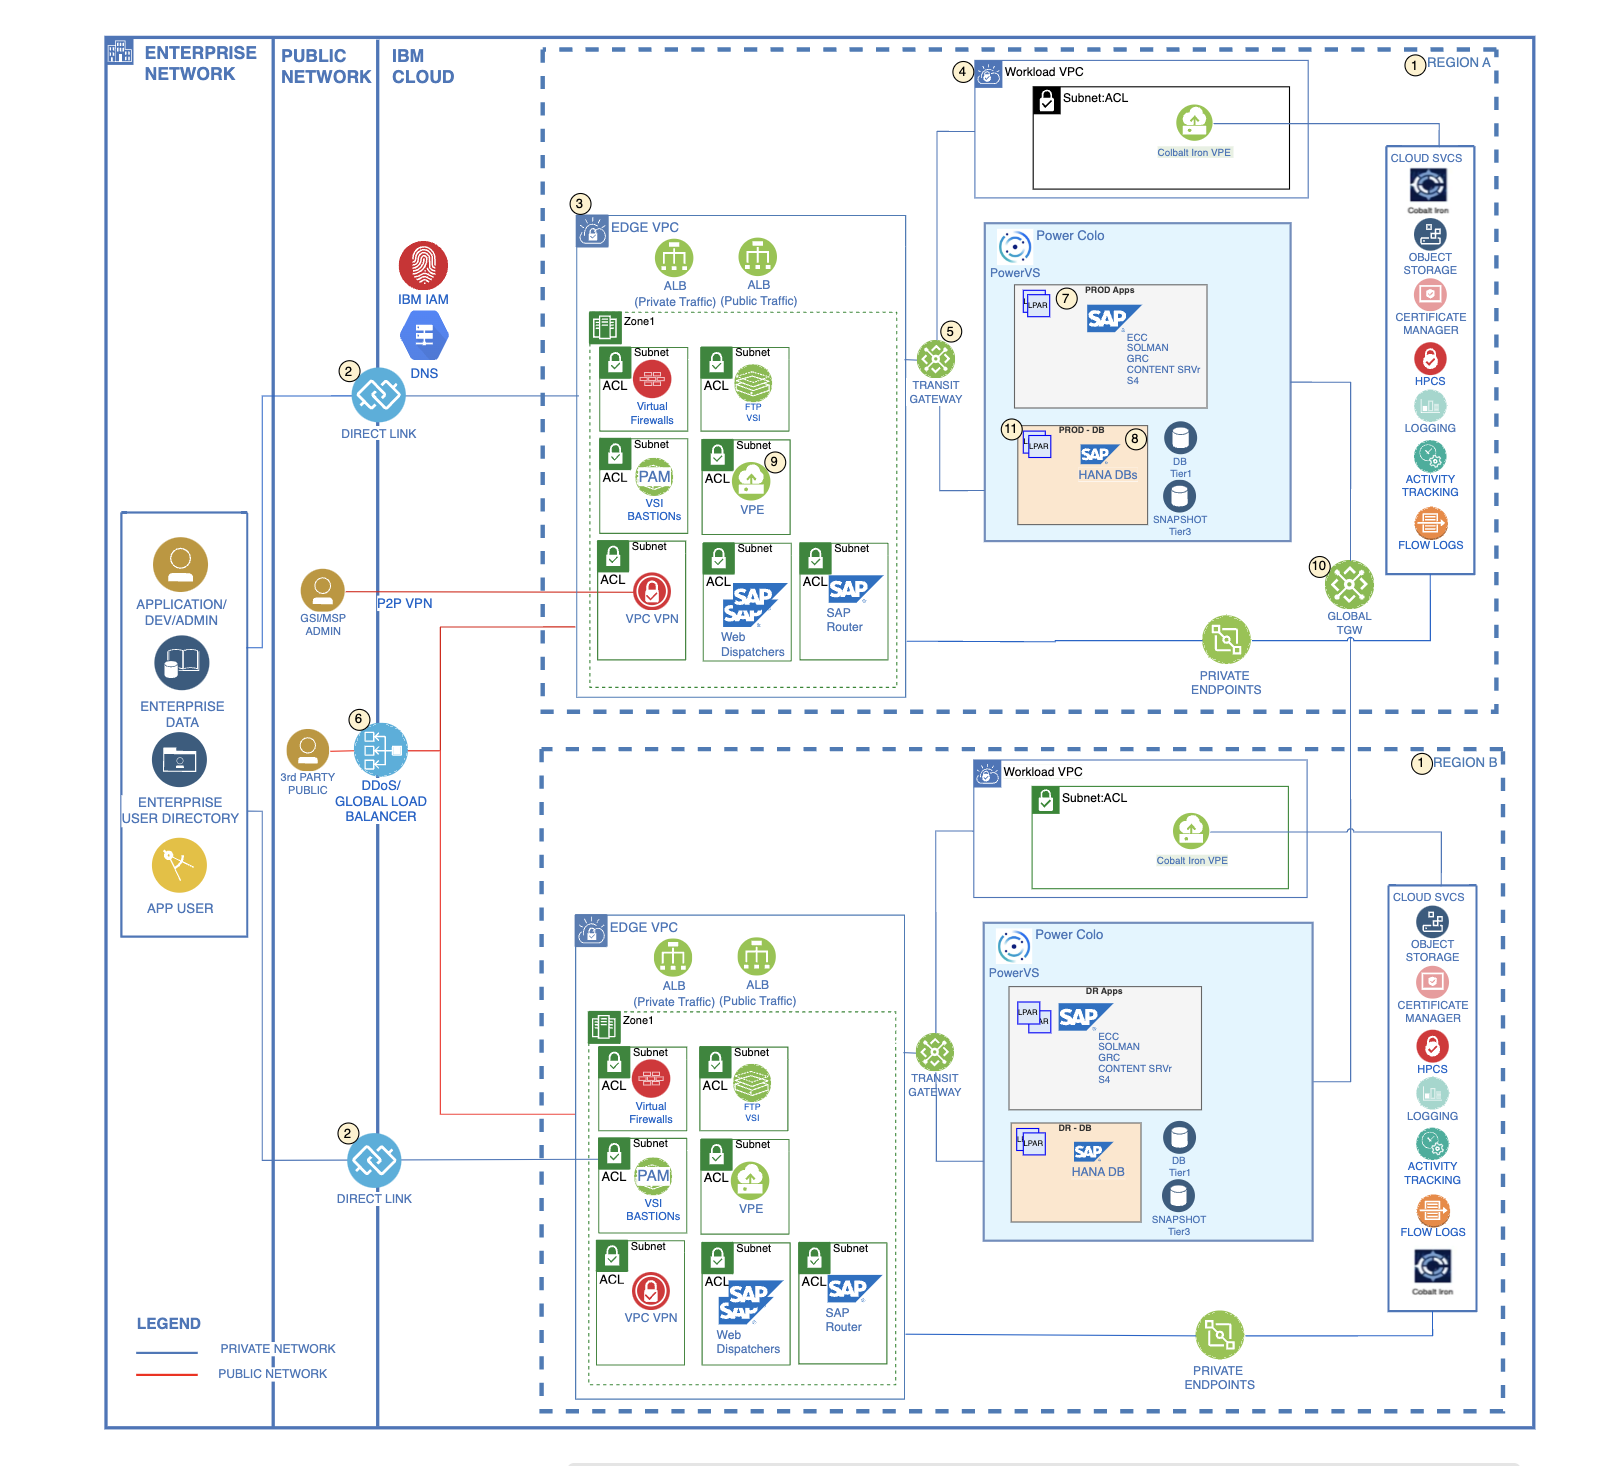 ENTERPRISE
NETWORK
PUBLIC
NETWORK
IBM
CLOUD
IBM IAM
DNS
2
DIRECT LINK
APPLICATION/
DEV/ADMIN
ENTERPRISE
DATA
ENTERPRISE
USER DIRECTORY
APP USER
GSI/MSP
ADMIN
P2P VPN
6
3rd PARTY
PUBLIC
DDoS/
GLOBAL LOAD
BALANCER
2
DIRECT LINK
LEGEND
PRIVATE NETWORK
PUBLIC NETWORK
1
REGION A
3
EDGE VPC
ALB
(Private Traffic)
ALB
(Public Traffic)
Zone1
Subnet
ACL
Virtual
Firewalls
Subnet
ACL
FTP
VSI
Subnet
ACL
PAM
VSI
BASTIONs
Subnet
ACL
9
VPE
Subnet
ACL
VPC VPN
Subnet
ACL
SAP
SAP
Web
Dispatchers
Subnet
ACL
SAP
SAP
Router
5
TRANSIT
GATEWAY
4
Workload VPC
Subnet:ACL
Colbalt Iron VPE
Power Colo
PowerVS
PROD Apps
LPAR
7
SAP
ECC
SOLMAN
GRC
CONTENT SRVr
S4
11
PROD - DB
LPAR
8
SAP
HANA DBs
DB
Tier1
SNAPSHOT
Tier3
CLOUD SVCS
Cobalt Iron
OBJECT
STORAGE
CERTIFICATE
MANAGER
HPCS
LOGGING
ACTIVITY
TRACKING
FLOW LOGS
10
GLOBAL
TGW
PRIVATE
ENDPOINTS
1
REGION B
EDGE VPC
ALB
(Private Traffic)
ALB
(Public Traffic)
Zone1
Subnet
ACL
Virtual
Firewalls
Subnet
ACL
FTP
VSI
Subnet
ACL
PAM
VSI
BASTIONs
Subnet
ACL
VPE
Subnet
ACL
VPC VPN
Subnet
ACL
SAP
SAP
Web
Dispatchers
Subnet
ACL
SAP
SAP
Router
TRANSIT
GATEWAY
Workload VPC
Subnet:ACL
Cobalt Iron VPE
Power Colo
PowerVS
DR Apps
LPAR
SAP
ECC
SOLMAN
GRC
CONTENT SRVr
S4
DR - DB
LPAR
SAP
HANA DB
DB
Tier1
SNAPSHOT
Tier3
CLOUD SVCS
OBJECT
STORAGE
CERTIFICATE
MANAGER
HPCS
LOGGING
ACTIVITY
TRACKING
FLOW LOGS
Cobalt Iron
PRIVATE
ENDPOINTS